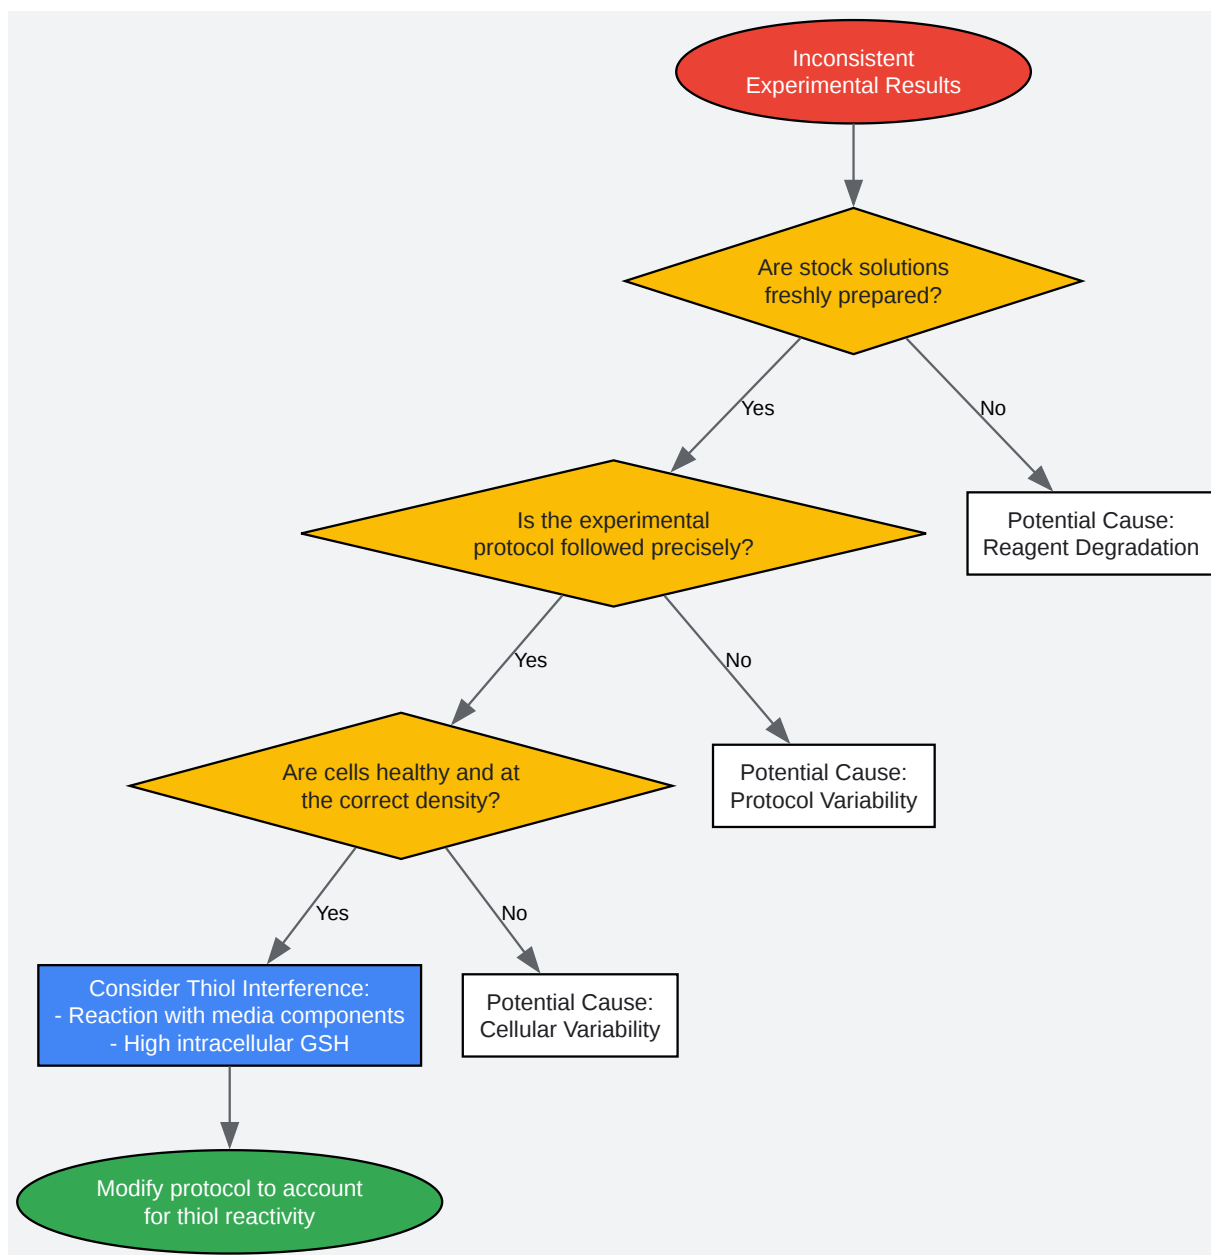 Inconsistent
Experimental Results
Are stock solutions
freshly prepared?
Yes
No
Is the experimental
protocol followed precisely?
Potential Cause:
Reagent Degradation
Yes
No
Are cells healthy and at
the correct density?
Potential Cause:
Protocol Variability
Yes
No
Consider Thiol Interference:
- Reaction with media components
- High intracellular GSH
Potential Cause:
Cellular Variability
Modify protocol to account
for thiol reactivity